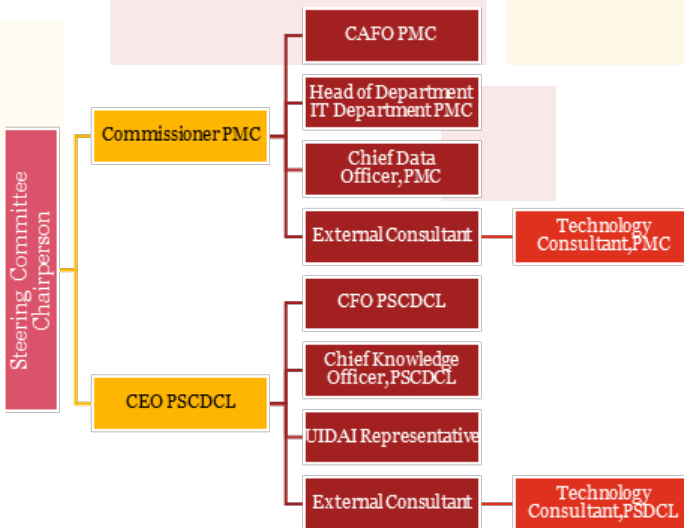 Steering Committee
Chairperson
Commissioner PMC
CAFO PMC
Head of Department
IT Department PMC
Chief Data
Officer,PMC
External Consultant
Technology
Consultant,PMC
CEO PSCDCL
CFO PSCDCL
Chief Knowledge
Officer,PSCDCL
UIDAI Representative
External Consultant
Technology
Consultant,PSDCL